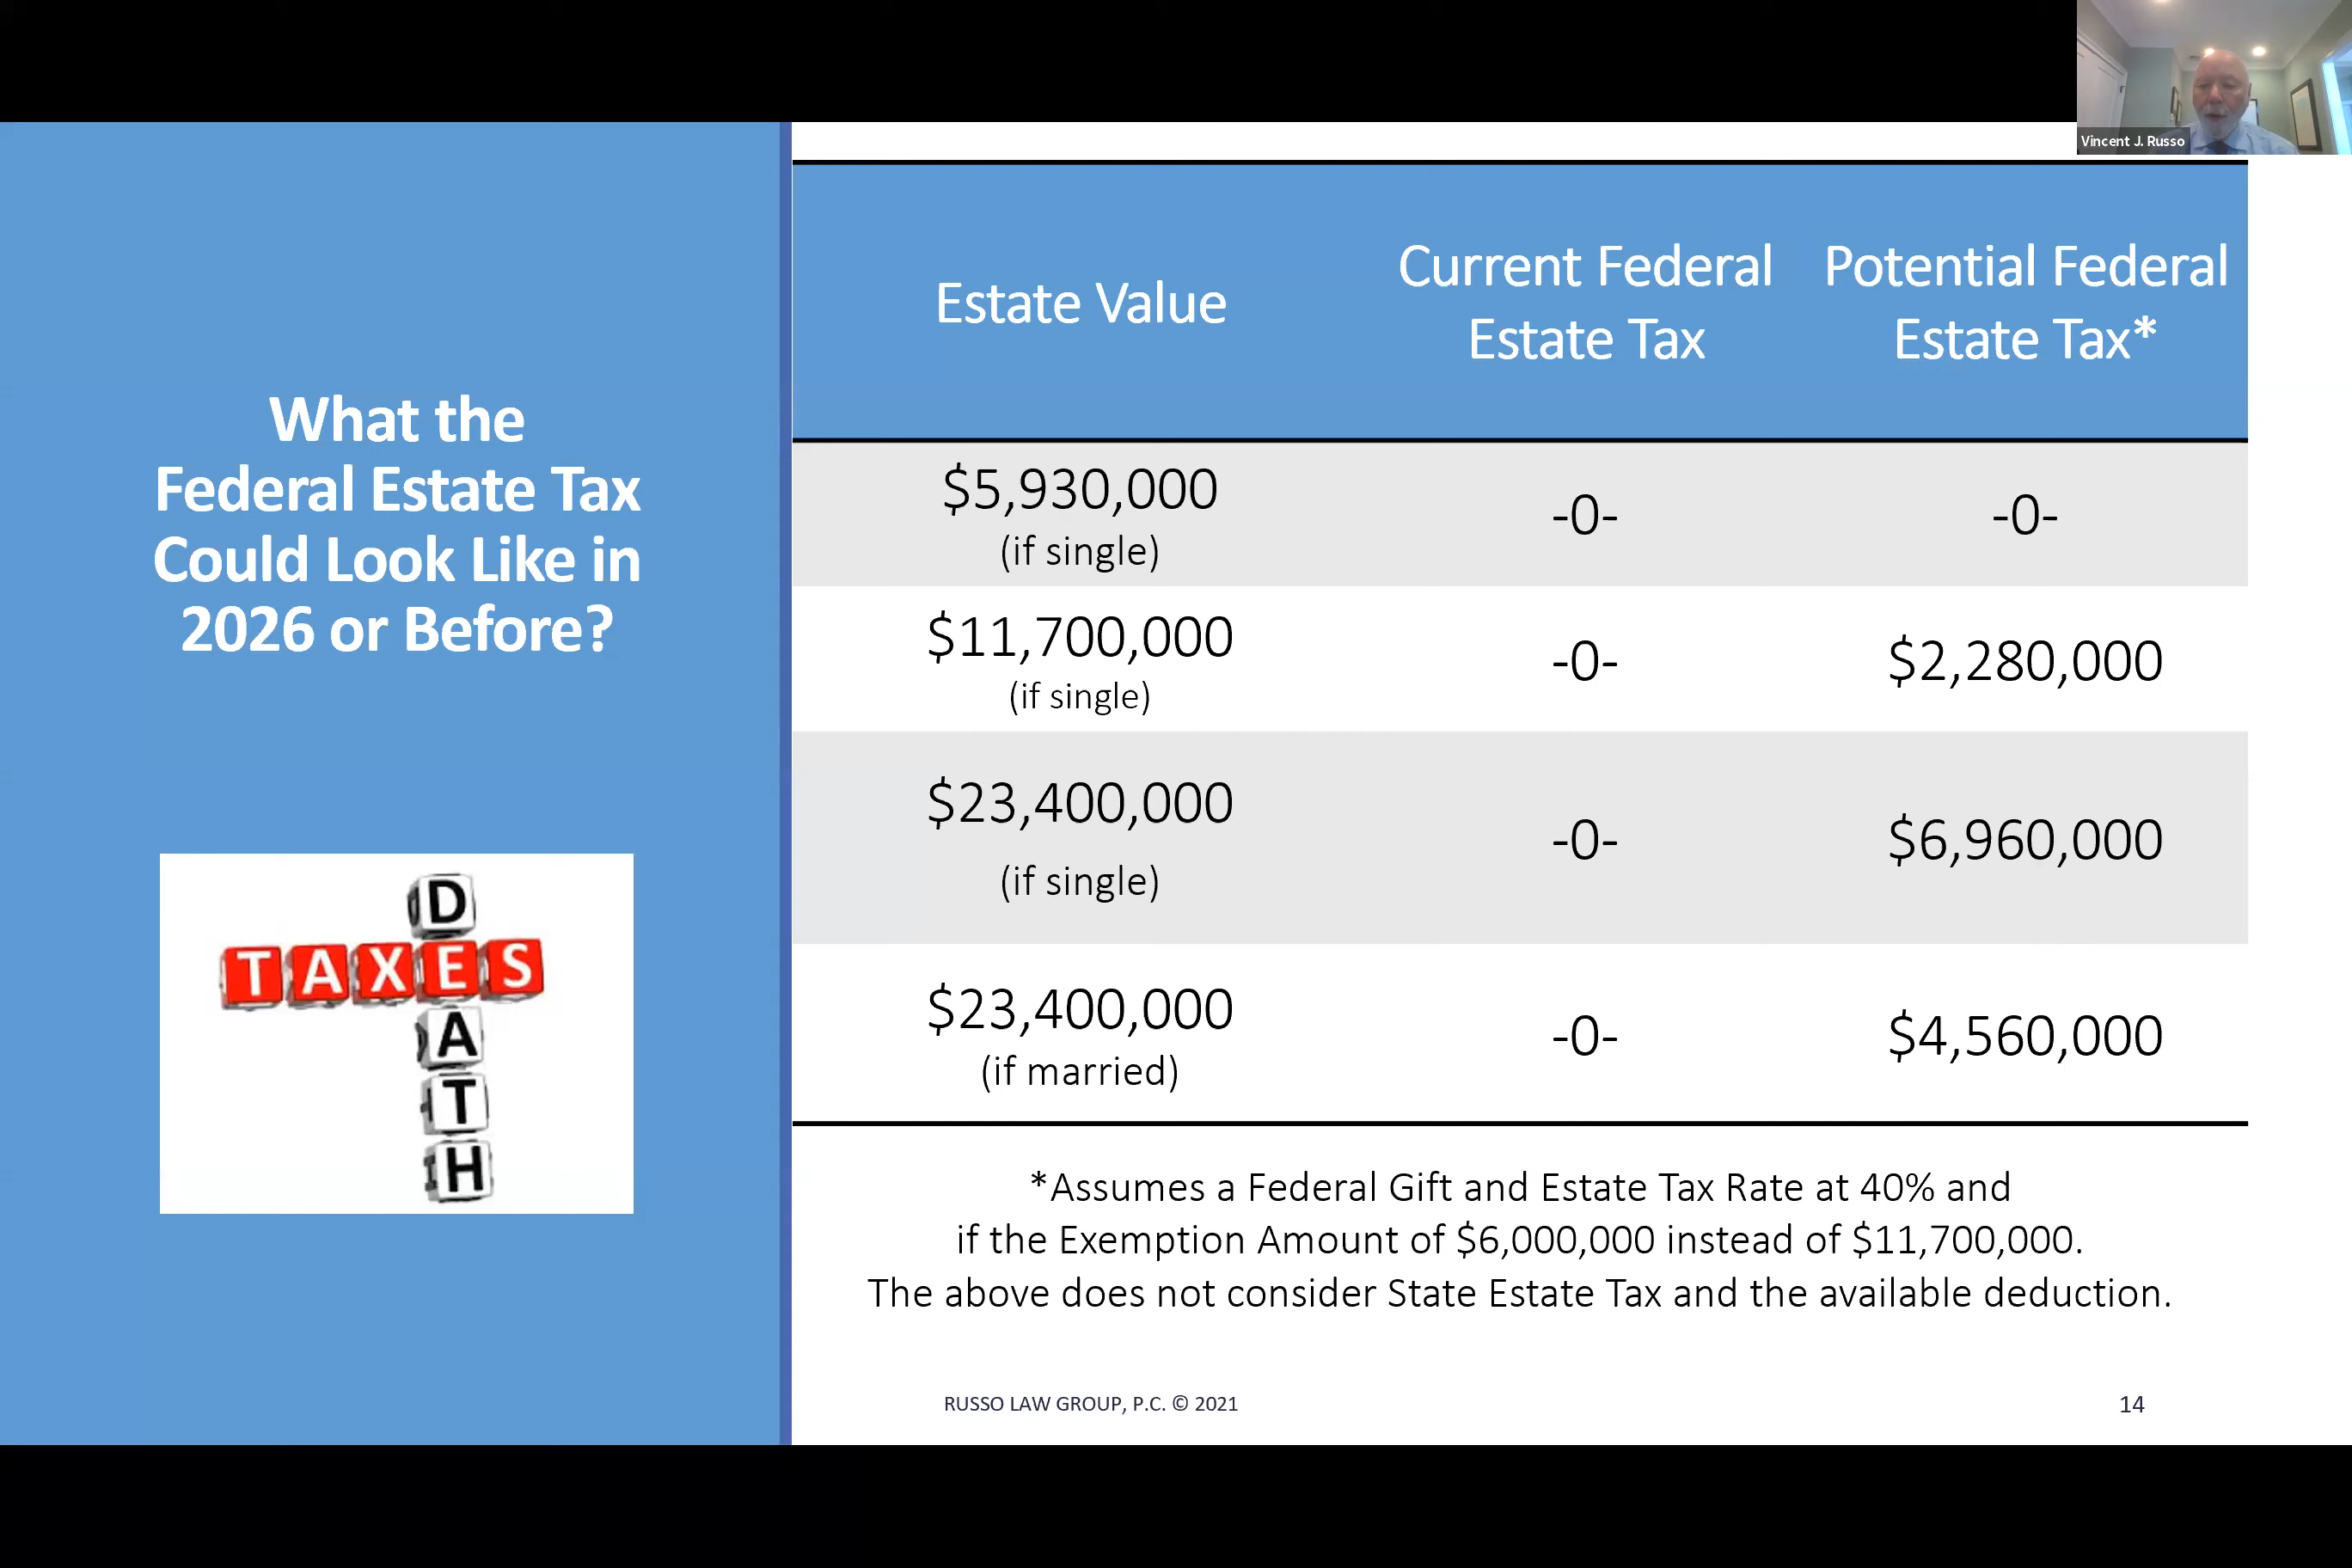 Vincent J. Russo
What the
Federal Estate Tax
Could Look Like in
2026 or Before?
D
TAXES
A
T
H
Estate Value
Current Federal
Estate Tax
Potential Federal
Estate Tax*
$5,930,000
(if single)
-0-
-0-
$11,700,000
(if single)
-0-
$2,280,000
$23,400,000
(if single)
-0-
$6,960,000
$23,400,000
(if married)
-0-
$4,560,000
*Assumes a Federal Gift and Estate Tax Rate at 40% and
if the Exemption Amount of $6,000,000 instead of $11,700,000.
The above does not consider State Estate Tax and the available deduction.
RUSSO LAW GROUP, P.C. © 2021
14